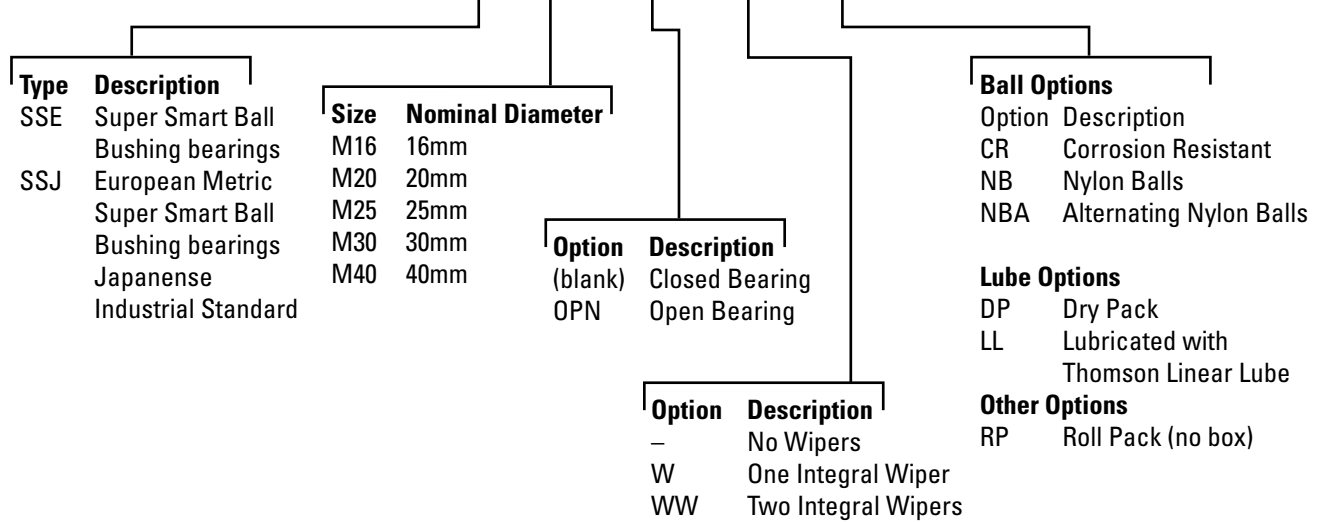 Type Description
SSE Super Smart Ball
Bushing bearings
SSJ European Metric
Super Smart Ball
Bushing bearings
Japanense
Industrial Standard
Size Nominal Diameter
M16 16mm
M20 20mm
M25 25mm
M30 30mm
M40 40mm
Option Description
(blank) Closed Bearing
OPN Open Bearing
Option Description
– No Wipers
W One Integral Wiper
WW Two Integral Wipers
Ball Options
Option Description
CR Corrosion Resistant
NB Nylon Balls
NBA Alternating Nylon Balls
Lube Options
DP Dry Pack
LL Lubricated with
Thomson Linear Lube
Other Options
RP Roll Pack (no box)